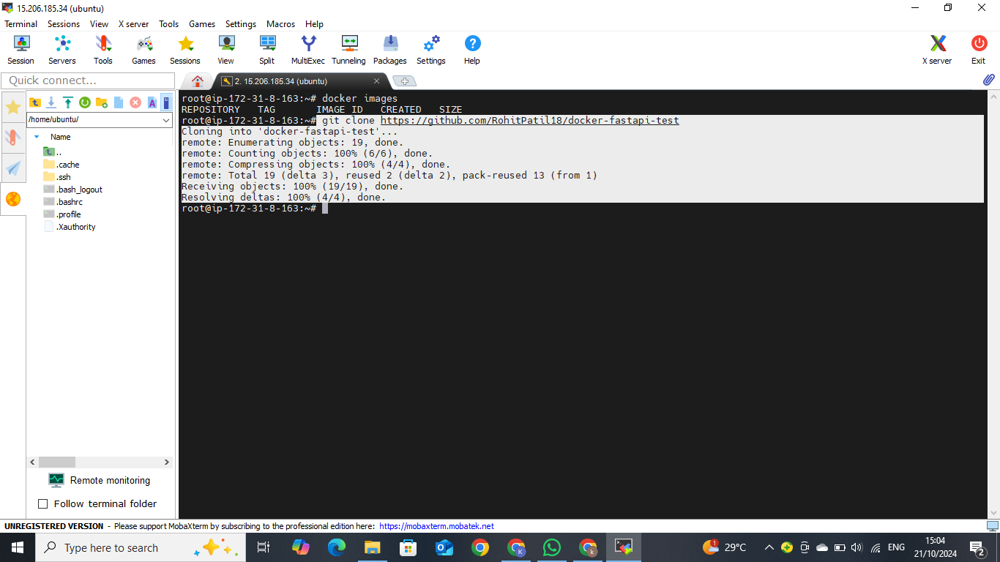 15.206.185.34 (ubuntu)
Terminal Sessions View X server Tools Games Settings Macros Help
Session Servers Tools Games Sessions View Split MultiExec Tunneling Packages Settings Help X server Exit
Quick connect...
2. 15.206.185.34 (ubuntu)
/home/ubuntu/
Name
..
.cache
.ssh
.bash_logout
.bashrc
.profile
.Xauthority
Remote monitoring
Follow terminal folder
root@ip-172-31-8-163:~# docker images
REPOSITORY   TAG       IMAGE ID   CREATED   SIZE
root@ip-172-31-8-163:~# git clone https://github.com/RohitPatil18/docker-fastapi-test
Cloning into 'docker-fastapi-test'...
remote: Enumerating objects: 19, done.
remote: Counting objects: 100% (6/6), done.
remote: Compressing objects: 100% (4/4), done.
remote: Total 19 (delta 3), reused 2 (delta 2), pack-reused 13 (from 1)
Receiving objects: 100% (19/19), done.
Resolving deltas: 100% (4/4), done.
root@ip-172-31-8-163:~#
UNREGISTERED VERSION - Please support MobaXterm by subscribing to the professional edition here: https://mobaxterm.mobatek.net
Type here to search
1
29°C
ENG
15:04
21/10/2024
2